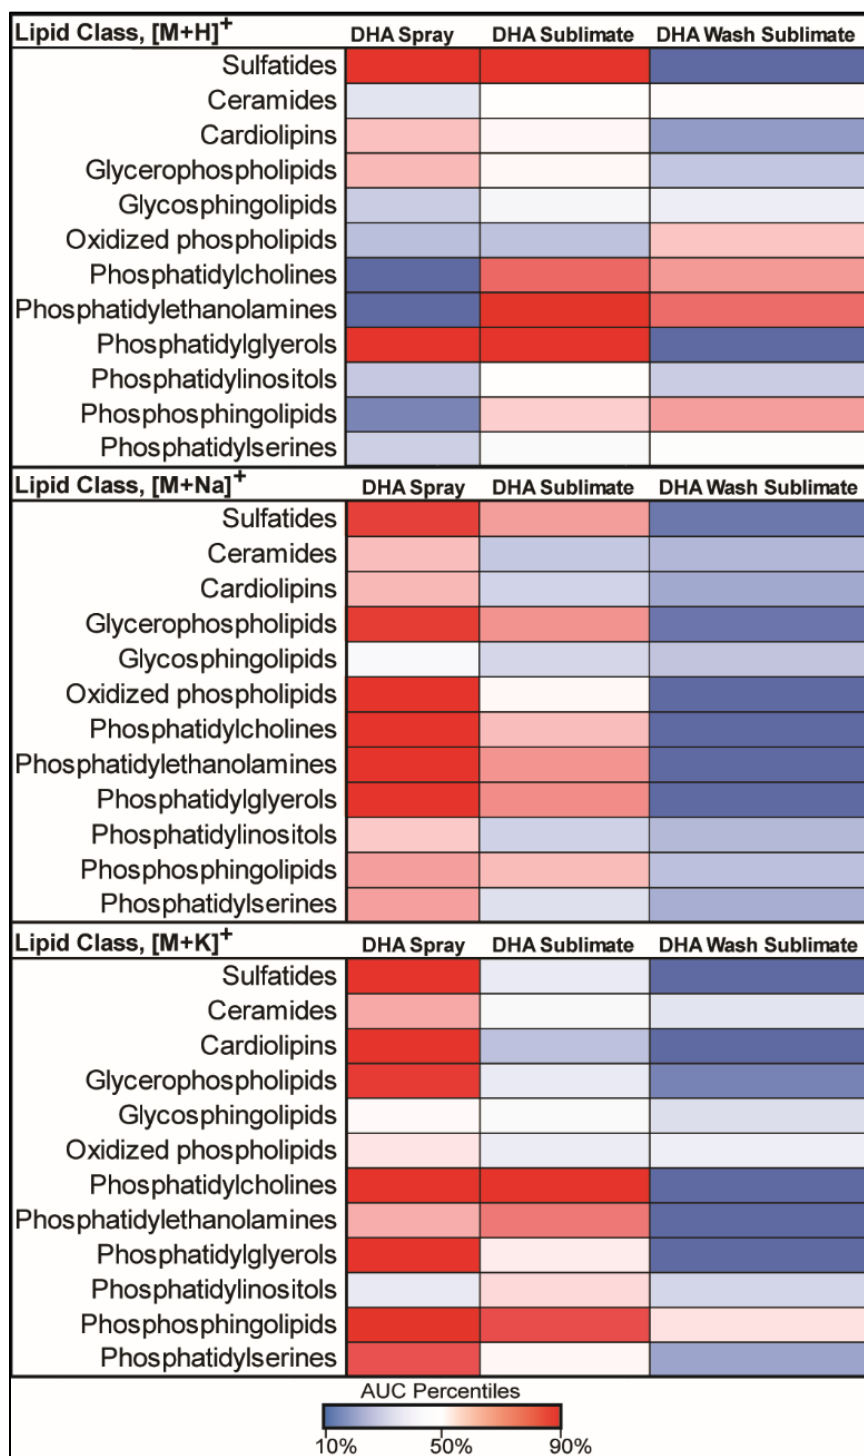 Lipid Class, [M+H]+ DHA Spray DHA Sublimate DHA Wash Sublimate
Sulfatides
Ceramides
Cardiolipins
Glycerophospholipids
Glycosphingolipids
Oxidized phospholipids
Phosphatidylcholines
Phosphatidylethanolamines
Phosphatidylglyerols
Phosphatidylinositols
Phosphosphingolipids
Phosphatidylserines
Lipid Class, [M+Na]+ DHA Spray DHA Sublimate DHA Wash Sublimate
Sulfatides
Ceramides
Cardiolipins
Glycerophospholipids
Glycosphingolipids
Oxidized phospholipids
Phosphatidylcholines
Phosphatidylethanolamines
Phosphatidylglyerols
Phosphatidylinositols
Phosphosphingolipids
Phosphatidylserines
Lipid Class, [M+K]+ DHA Spray DHA Sublimate DHA Wash Sublimate
Sulfatides
Ceramides
Cardiolipins
Glycerophospholipids
Glycosphingolipids
Oxidized phospholipids
Phosphatidylcholines
Phosphatidylethanolamines
Phosphatidylglyerols
Phosphatidylinositols
Phosphosphingolipids
Phosphatidylserines
AUC Percentiles
10% 50% 90%